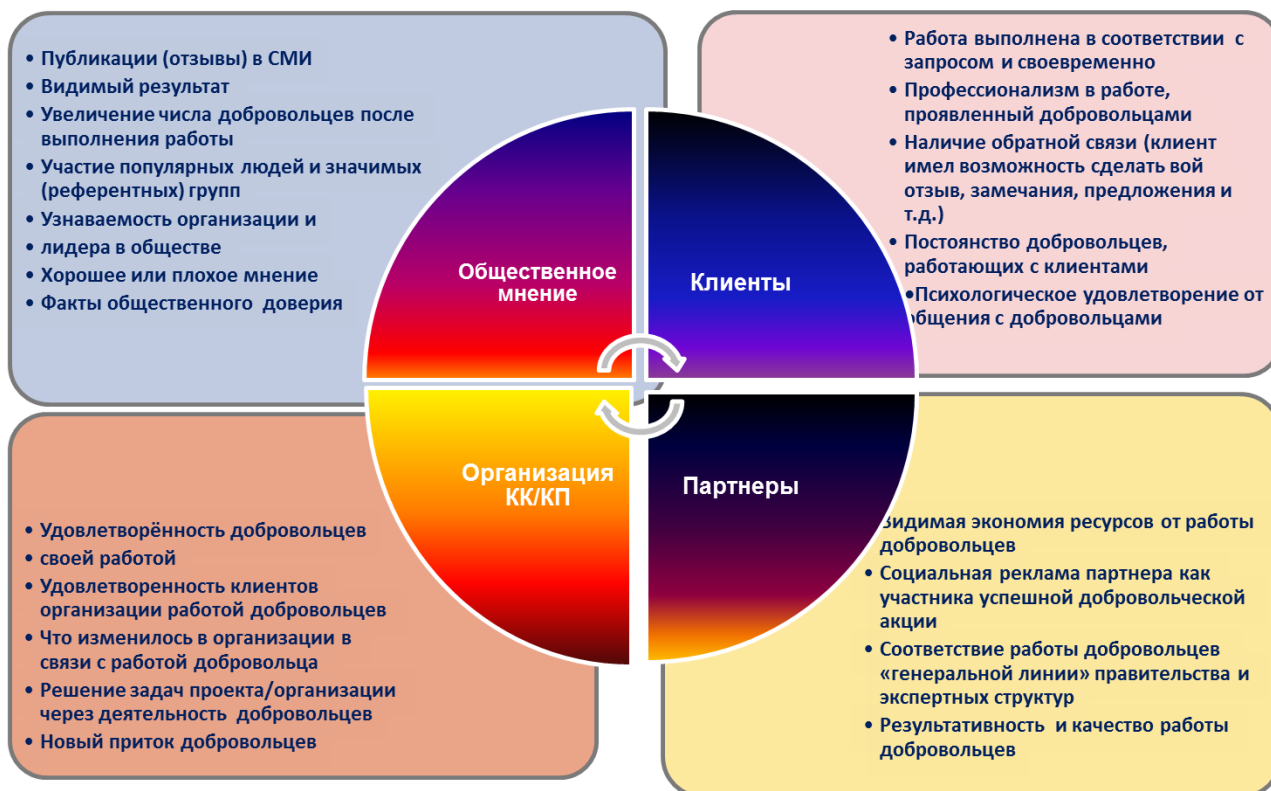 • Публикации (отзывы) в СМИ
• Видимый результат
• Увеличение числа добровольцев после
выполнения работы
• Участие популярных людей и значимых
(референтных) групп
• Узнаваемость организации и
• лидера в обществе
• Хорошее или плохое мнение
• Факты общественного доверия
• Работа выполнена в соответствии с
запросом и своевременно
• Профессионализм в работе,
проявленный добровольцами
• Наличие обратной связи (клиент
имел возможность сделать вой
отзыв, замечания, предложения и
т.д.)
• Постоянство добровольцев,
работающих с клиентами
•Психологическое удовлетворение от
общения с добровольцами
Общественное
мнение
Клиенты
Организация
КК/КП
Партнеры
• Удовлетворённость добровольцев
• своей работой
• Удовлетворенность клиентов
организации работой добровольцев
• Что изменилось в организации в
связи с работой добровольца
• Решение задач проекта/организации
через деятельность добровольцев
• Новый приток добровольцев
Видимая экономия ресурсов от работы
добровольцев
• Социальная реклама партнера как
участника успешной добровольческой
акции
• Соответствие работы добровольцев
«генеральной линии» правительства и
экспертных структур
• Результативность и качество работы
добровольцев